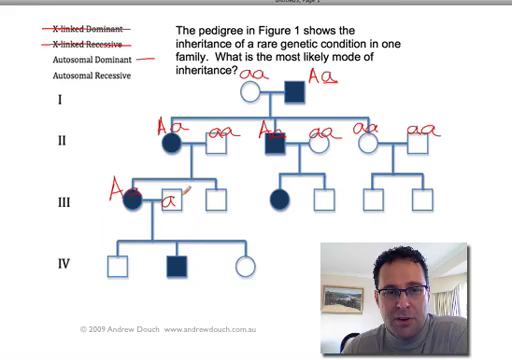 X-linked Dominant
X-linked Recessive
Autosomal Dominant
Autosomal Recessive
The pedigree in Figure 1 shows the
inheritance of a rare genetic condition in one
family. What is the most likely mode of
inheritance?
aa Aa
I
Aa aa Aa aa aa aa
II
Aa a
III
IV
© 2009 Andrew Douch www.andrewdouch.com.au